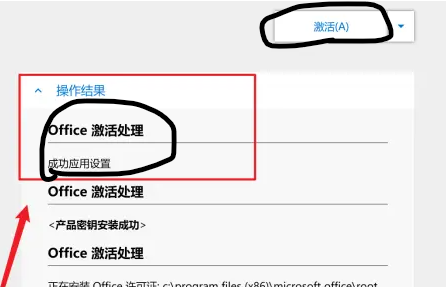 激活(A)
操作结果
Office 激活处理
成功应用设置
Office 激活处理
<产品密钥安装成功>
Office 激活处理
正在安装 Office 许可证: c:\program files (x86)\microsoft office\root